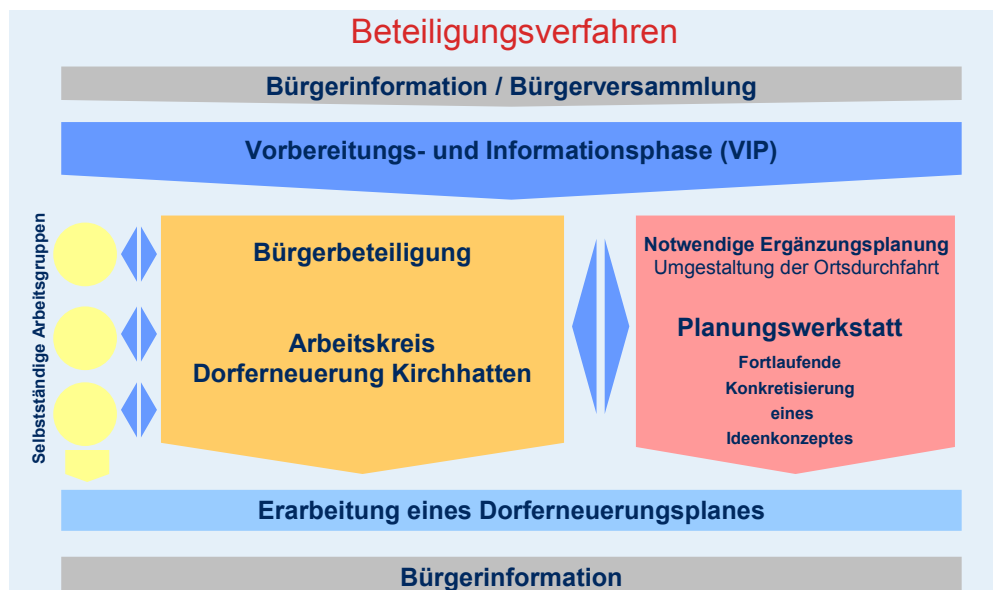 Beteiligungsverfahren
Bürgerinformation / Bürgerversammlung
Vorbereitungs- und Informationsphase (VIP)
Selbstständige Arbeitsgruppen
Bürgerbeteiligung
Arbeitskreis
Dorferneuerung Kirchhatten
Notwendige Ergänzungsplanung
Umgestaltung der Ortsdurchfahrt
Planungswerkstatt
Fortlaufende
Konkretisierung
eines
Ideenkonzeptes
Erarbeitung eines Dorferneuerungsplanes
Bürgerinformation